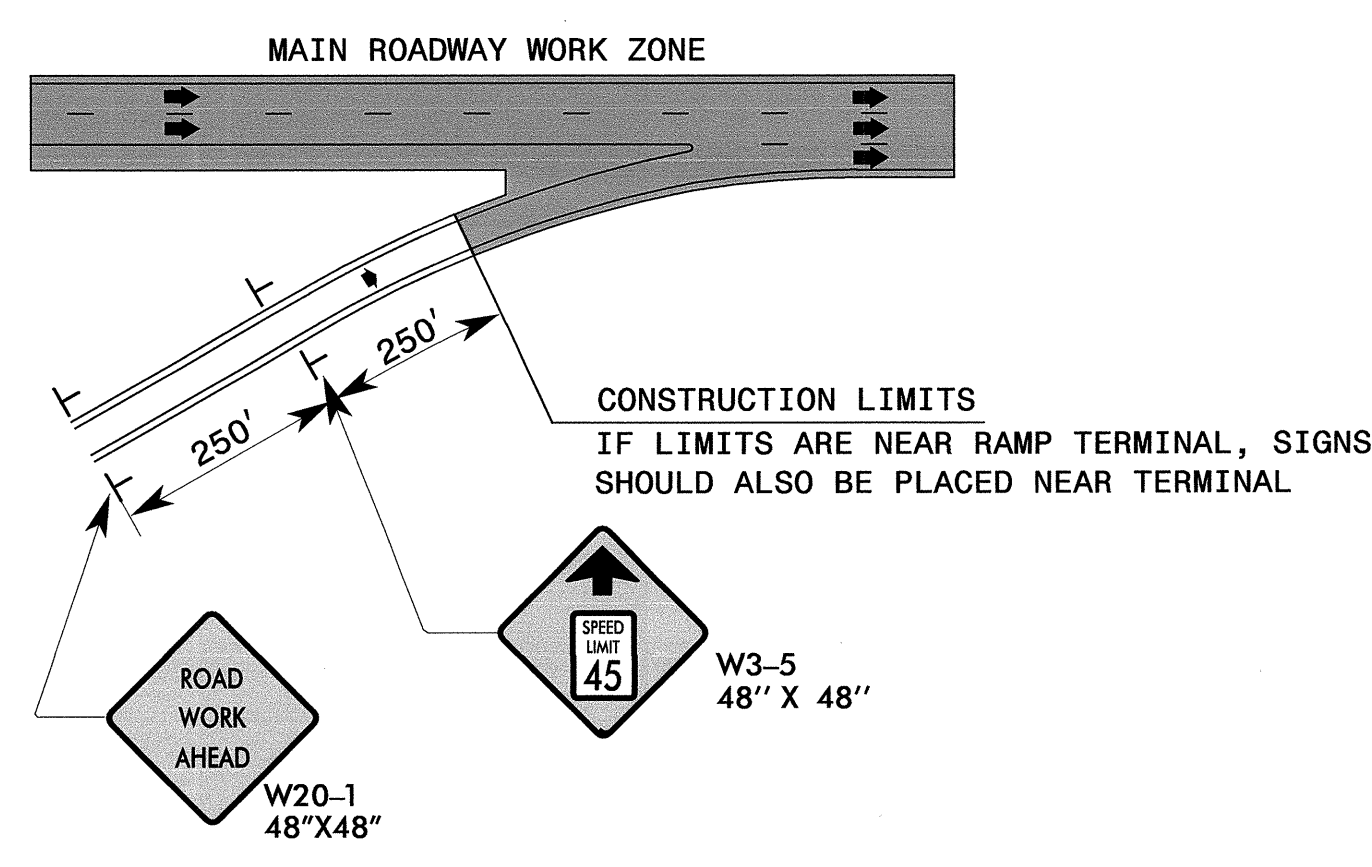 MAIN ROADWAY WORK ZONE
250'
250'
CONSTRUCTION LIMITS
IF LIMITS ARE NEAR RAMP TERMINAL, SIGNS
SHOULD ALSO BE PLACED NEAR TERMINAL
SPEED
LIMIT
45
W3–5
48'' X 48''
ROAD
WORK
AHEAD
W20–1
48"X48"